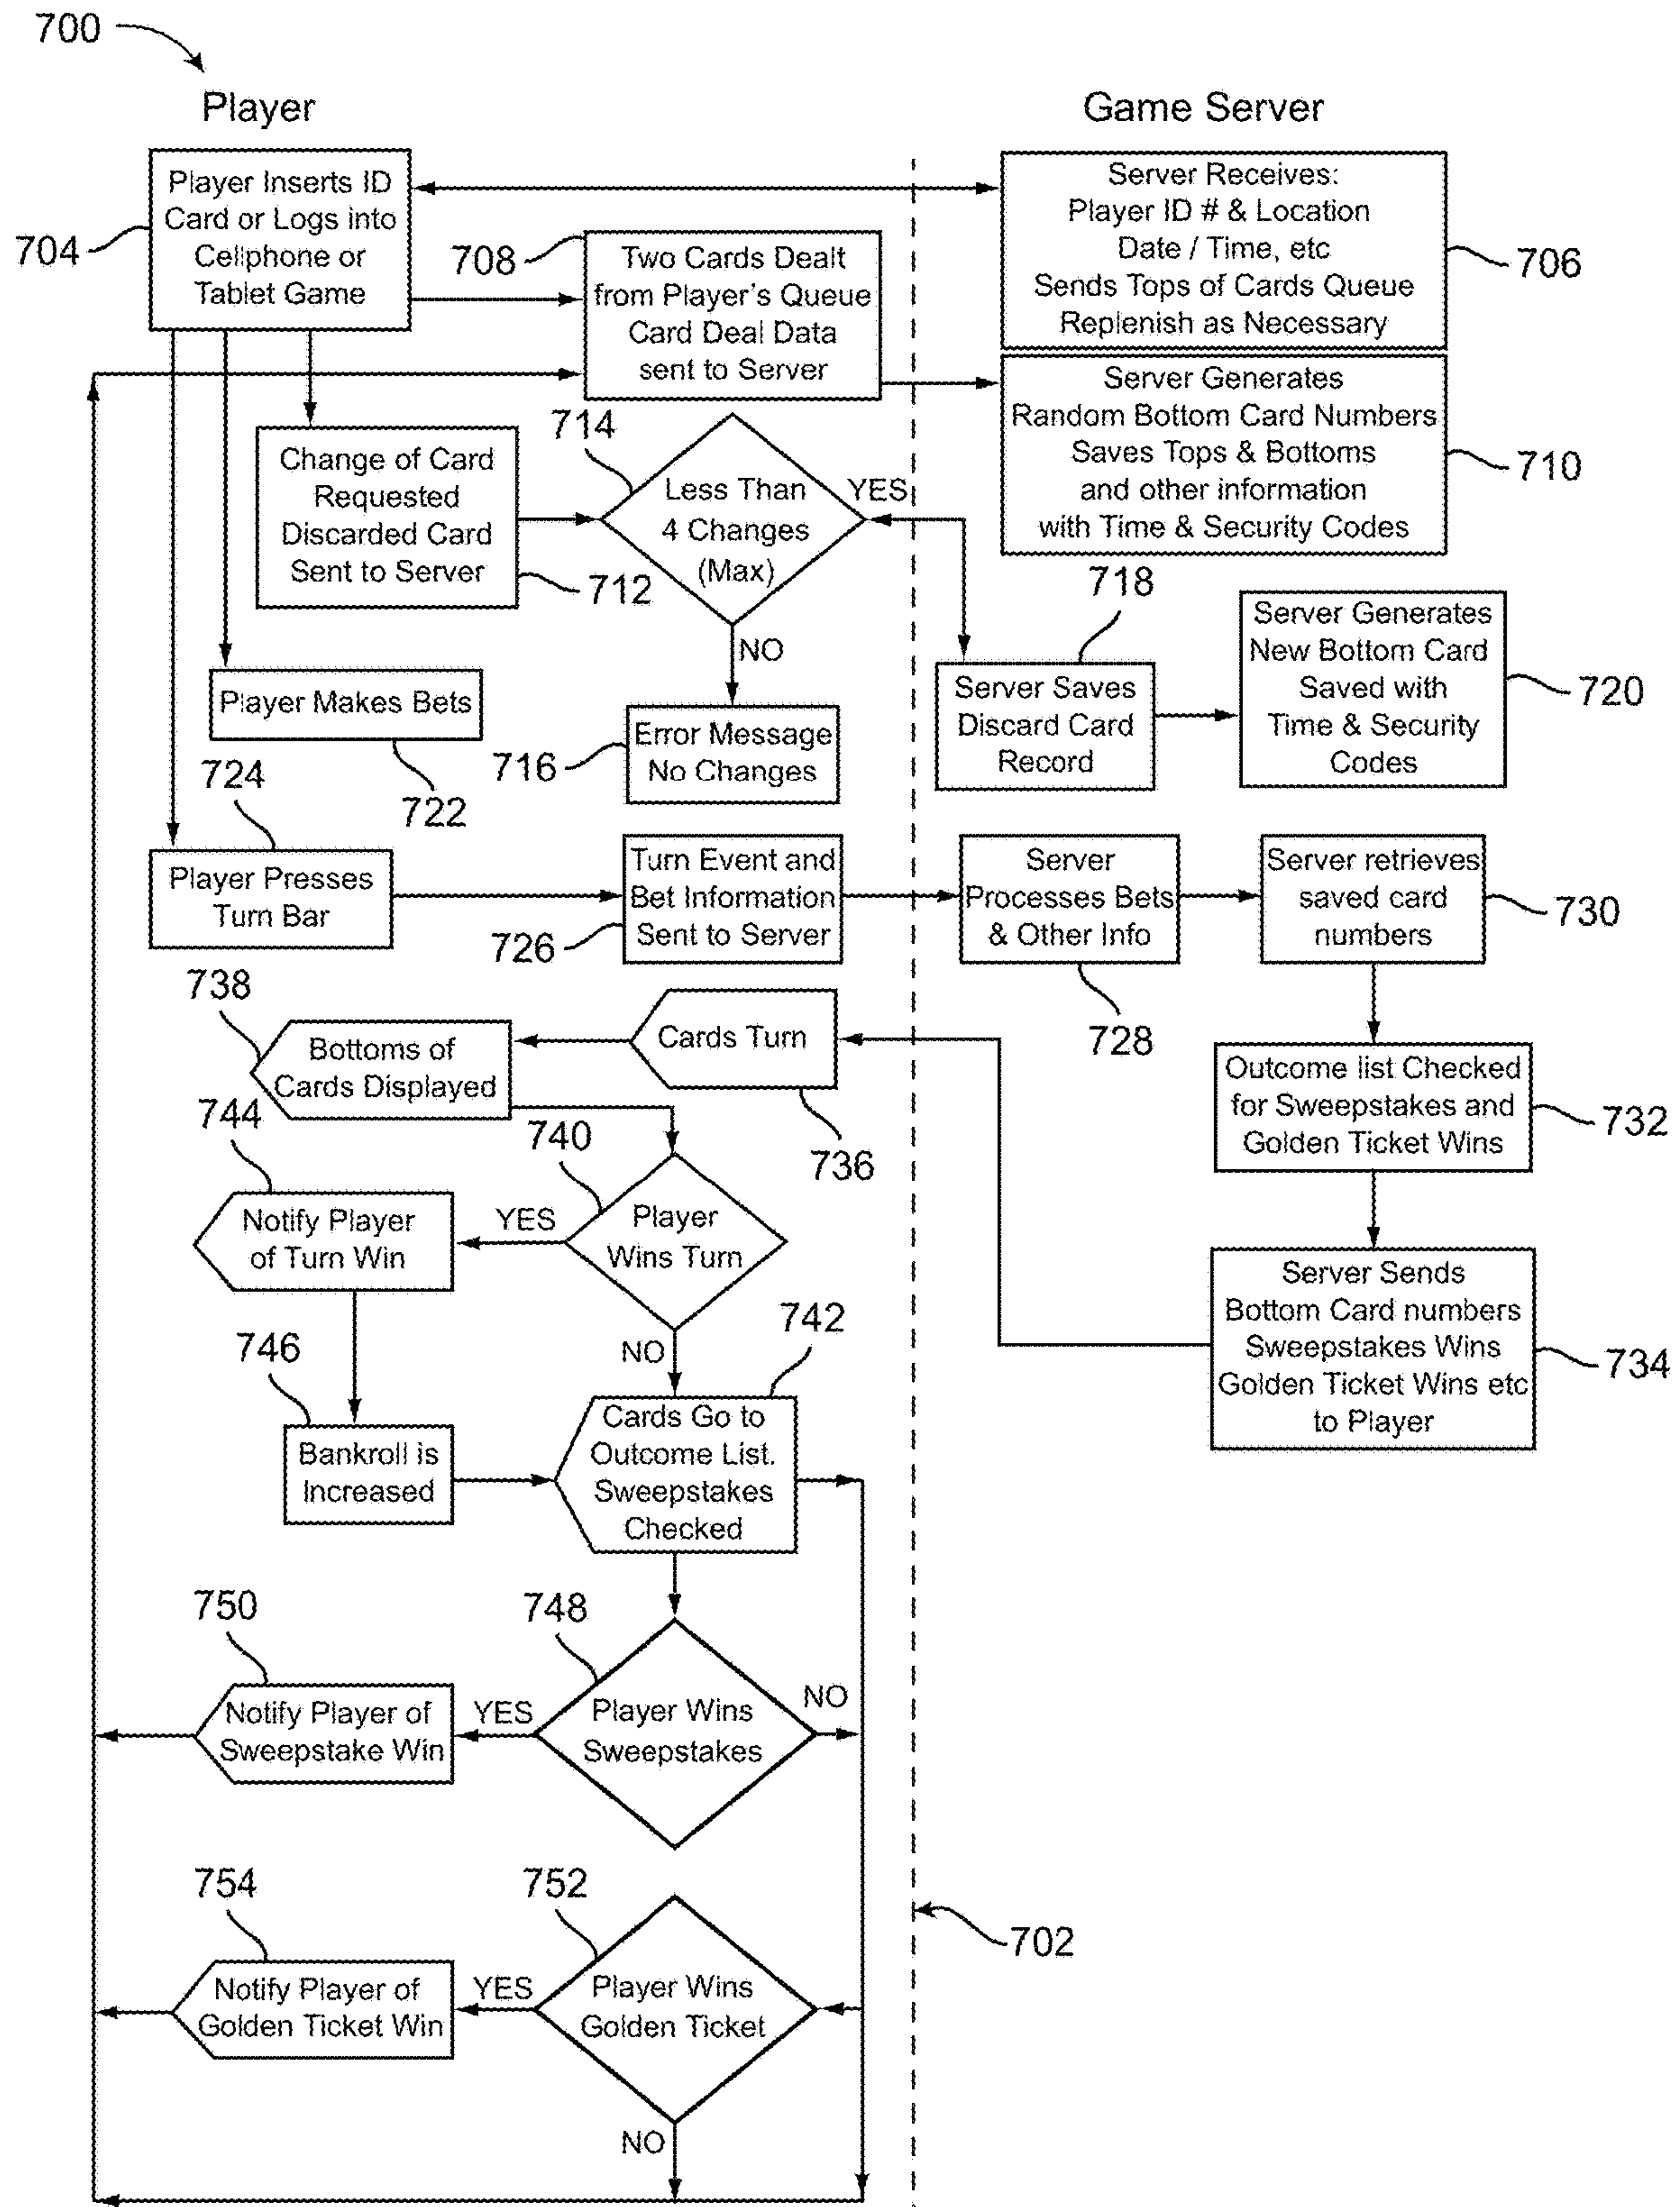 700
Player
Game Server
Player Inserts ID
Card or Logs into
Cellphone or
Tablet Game
704
Server Receives:
Player ID # & Location
Date / Time, etc
Sends Tops of Cards Queue
Replenish as Necessary
706
708
Two Cards Dealt
from Player's Queue
Card Deal Data
sent to Server
Server Generates
Random Bottom Card Numbers
Saves Tops & Bottoms
and other information
with Time & Security Codes
710
Change of Card
Requested
Discarded Card
Sent to Server
712
714
Less Than
4 Changes
(Max)
YES
NO
718
Server Saves
Discard Card
Record
Server Generates
New Bottom Card
Saved with
Time & Security
Codes
720
Player Makes Bets
722
716
Error Message
No Changes
724
Player Presses
Turn Bar
Turn Event and
Bet Information
Sent to Server
726
Server
Processes Bets
& Other Info
728
Server retrieves
saved card
numbers
730
738
Bottoms of
Cards Displayed
Cards Turn
736
Outcome list Checked
for Sweepstakes and
Golden Ticket Wins
732
744
Notify Player
of Turn Win
YES
740
Player
Wins Turn
NO
Server Sends
Bottom Card numbers
Sweepstakes Wins
Golden Ticket Wins etc
to Player
734
746
Bankroll is
Increased
742
Cards Go to
Outcome List.
Sweepstakes
Checked
750
Notify Player of
Sweepstake Win
YES
748
Player Wins
Sweepstakes
NO
754
Notify Player of
Golden Ticket Win
YES
752
Player Wins
Golden Ticket
NO
702